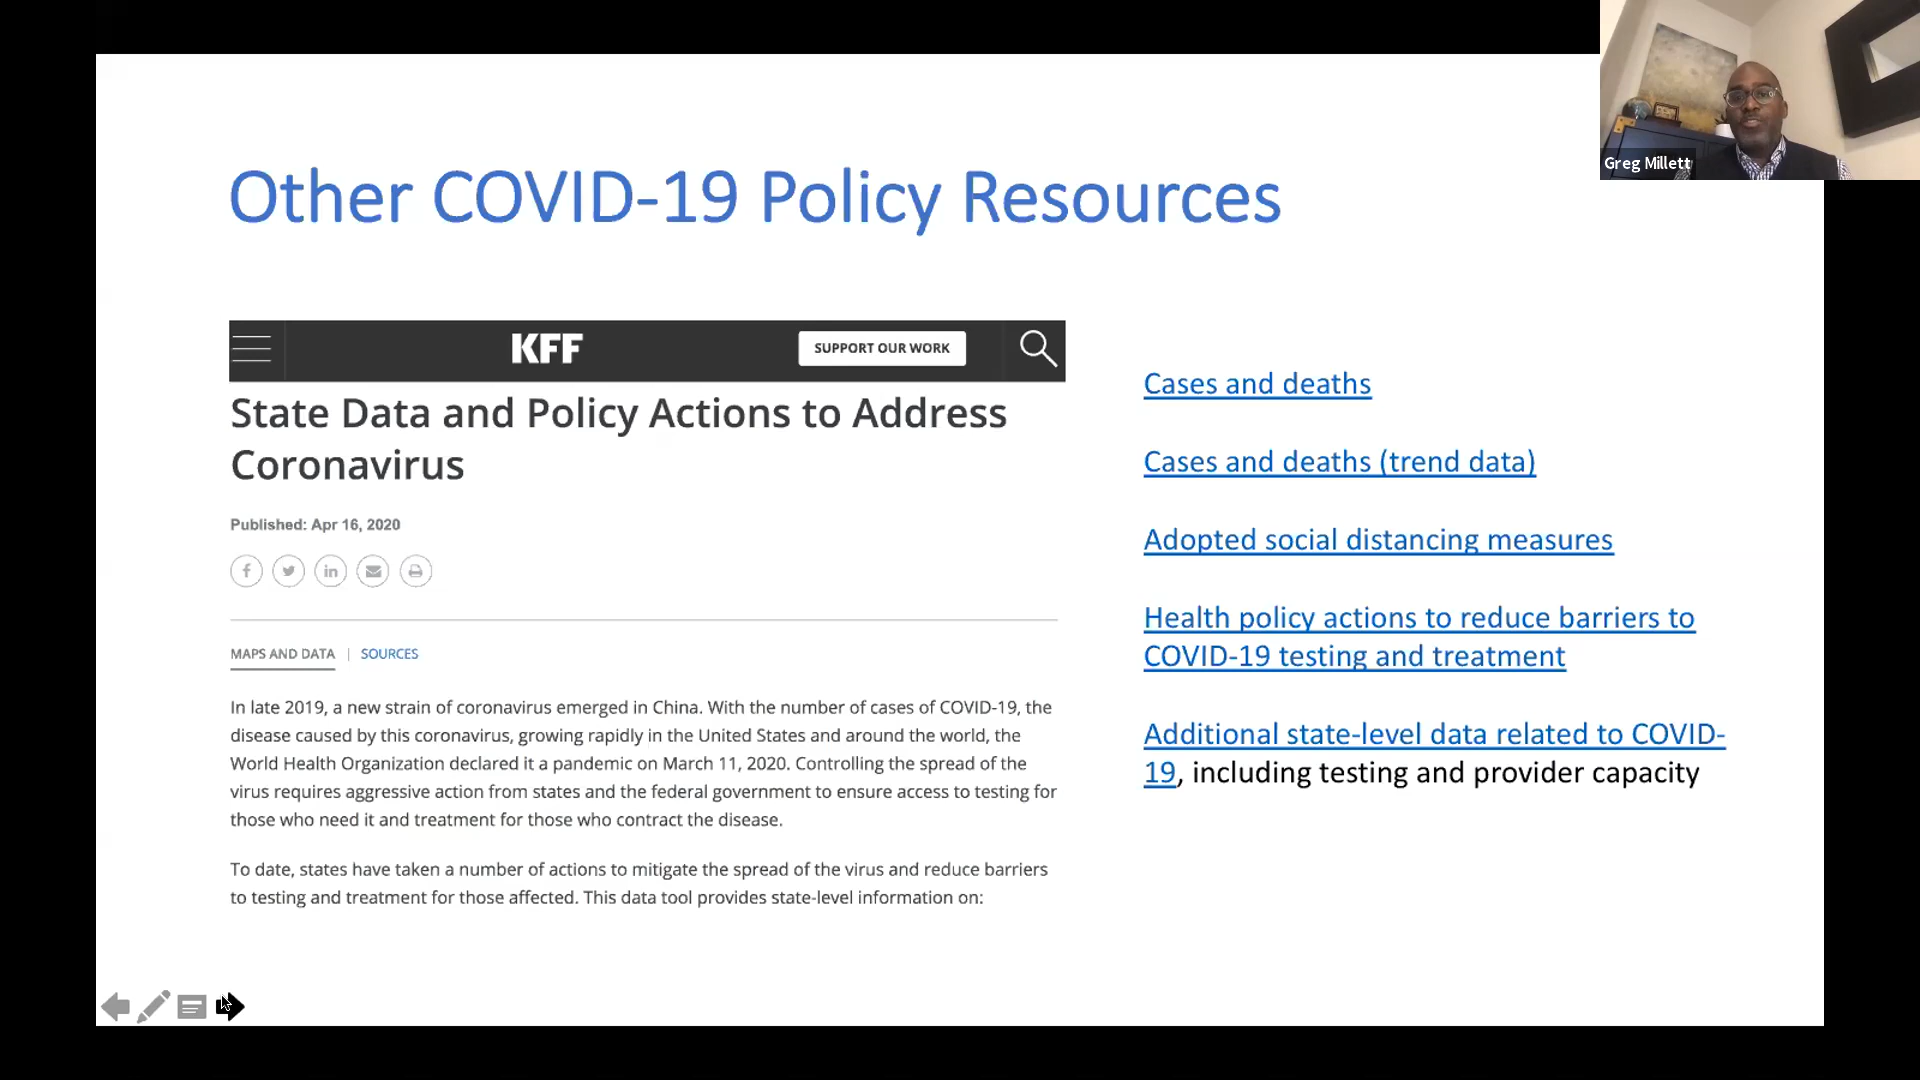 Greg Millett
Other COVID-19 Policy Resources
KFF
SUPPORT OUR WORK
State Data and Policy Actions to Address
Coronavirus
Published: Apr 16, 2020
MAPS AND DATA | SOURCES
In late 2019, a new strain of coronavirus emerged in China. With the number of cases of COVID-19, the
disease caused by this coronavirus, growing rapidly in the United States and around the world, the
World Health Organization declared it a pandemic on March 11, 2020. Controlling the spread of the
virus requires aggressive action from states and the federal government to ensure access to testing for
those who need it and treatment for those who contract the disease.
To date, states have taken a number of actions to mitigate the spread of the virus and reduce barriers
to testing and treatment for those affected. This data tool provides state-level information on:
Cases and deaths
Cases and deaths (trend data)
Adopted social distancing measures
Health policy actions to reduce barriers to
COVID-19 testing and treatment
Additional state-level data related to COVID-
19, including testing and provider capacity